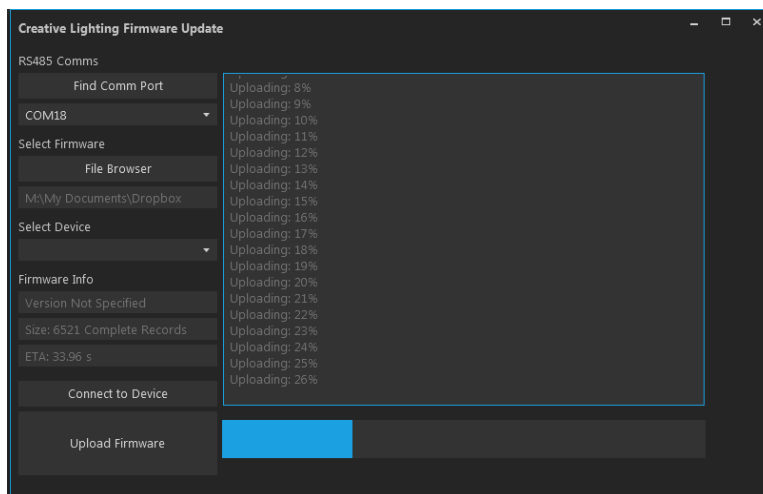 Creative Lighting Firmware Update
RS485 Comms
Find Comm Port
COM18
Select Firmware
File Browser
M:\My Documents\Dropbox
Select Device
Firmware Info
Version Not Specified
Size: 6521 Complete Records
ETA: 33.96 s
Connect to Device
Upload Firmware
Uploading: 8%
Uploading: 9%
Uploading: 10%
Uploading: 11%
Uploading: 12%
Uploading: 13%
Uploading: 14%
Uploading: 15%
Uploading: 16%
Uploading: 17%
Uploading: 18%
Uploading: 19%
Uploading: 20%
Uploading: 21%
Uploading: 22%
Uploading: 23%
Uploading: 24%
Uploading: 25%
Uploading: 26%